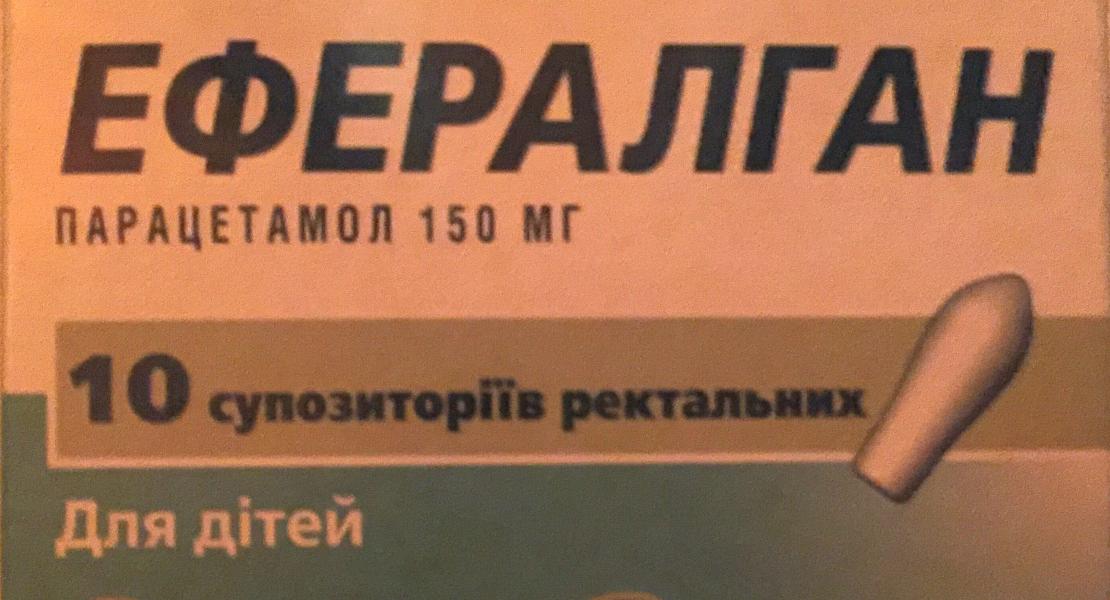 ЕФЕРАЛГАН
ПАРАЦЕТАМОЛ 150 МГ
10 супозиторіїв ректальних
Для дітей